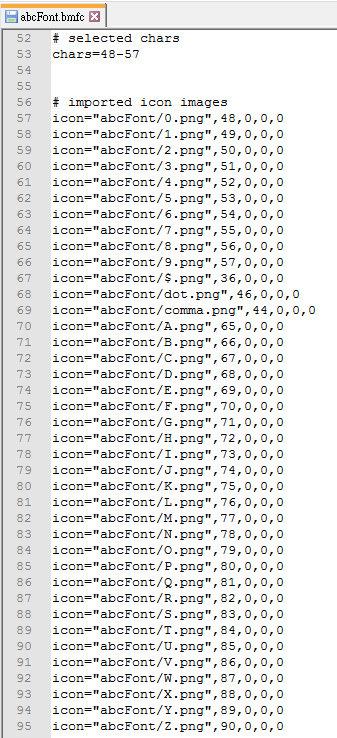 abcFont.bmfc
52 # selected chars
53 chars=48-57
54
55
56 # imported icon images
57 icon="abcFont/0.png",48,0,0,0
58 icon="abcFont/1.png",49,0,0,0
59 icon="abcFont/2.png",50,0,0,0
60 icon="abcFont/3.png",51,0,0,0
61 icon="abcFont/4.png",52,0,0,0
62 icon="abcFont/5.png",53,0,0,0
63 icon="abcFont/6.png",54,0,0,0
64 icon="abcFont/7.png",55,0,0,0
65 icon="abcFont/8.png",56,0,0,0
66 icon="abcFont/9.png",57,0,0,0
67 icon="abcFont/$.png",36,0,0,0
68 icon="abcFont/dot.png",46,0,0,0
69 icon="abcFont/comma.png",44,0,0,0
70 icon="abcFont/A.png",65,0,0,0
71 icon="abcFont/B.png",66,0,0,0
72 icon="abcFont/C.png",67,0,0,0
73 icon="abcFont/D.png",68,0,0,0
74 icon="abcFont/E.png",69,0,0,0
75 icon="abcFont/F.png",70,0,0,0
76 icon="abcFont/G.png",71,0,0,0
77 icon="abcFont/H.png",72,0,0,0
78 icon="abcFont/I.png",73,0,0,0
79 icon="abcFont/J.png",74,0,0,0
80 icon="abcFont/K.png",75,0,0,0
81 icon="abcFont/L.png",76,0,0,0
82 icon="abcFont/M.png",77,0,0,0
83 icon="abcFont/N.png",78,0,0,0
84 icon="abcFont/O.png",79,0,0,0
85 icon="abcFont/P.png",80,0,0,0
86 icon="abcFont/Q.png",81,0,0,0
87 icon="abcFont/R.png",82,0,0,0
88 icon="abcFont/S.png",83,0,0,0
89 icon="abcFont/T.png",84,0,0,0
90 icon="abcFont/U.png",85,0,0,0
91 icon="abcFont/V.png",86,0,0,0
92 icon="abcFont/W.png",87,0,0,0
93 icon="abcFont/X.png",88,0,0,0
94 icon="abcFont/Y.png",89,0,0,0
95 icon="abcFont/Z.png",90,0,0,0